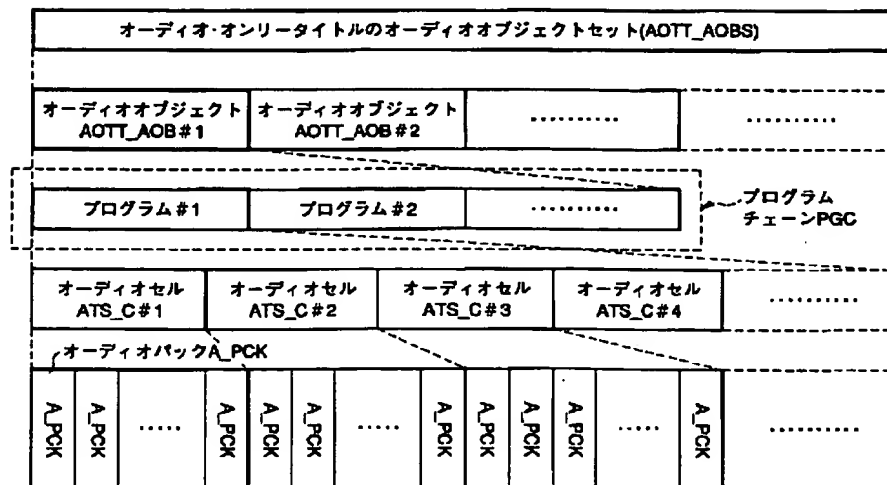 オーディオ・オンリータイトルのオーディオオブジェクトセット(AOTT_AOBS)
オーディオオブジェクト
AOTT_AOB#1
オーディオオブジェクト
AOTT_AOB#2
··········
··········
プログラム#1
プログラム#2
··········
プログラム
チェーンPGC
オーディオセル
ATS_C#1
オーディオセル
ATS_C#2
オーディオセル
ATS_C#3
オーディオセル
ATS_C#4
··········
オーディオパックA_PCK
A_PCK
A_PCK
·····
A_PCK
A_PCK
A_PCK
·····
A_PCK
A_PCK
A_PCK
A_PCK
·····
A_PCK
··········